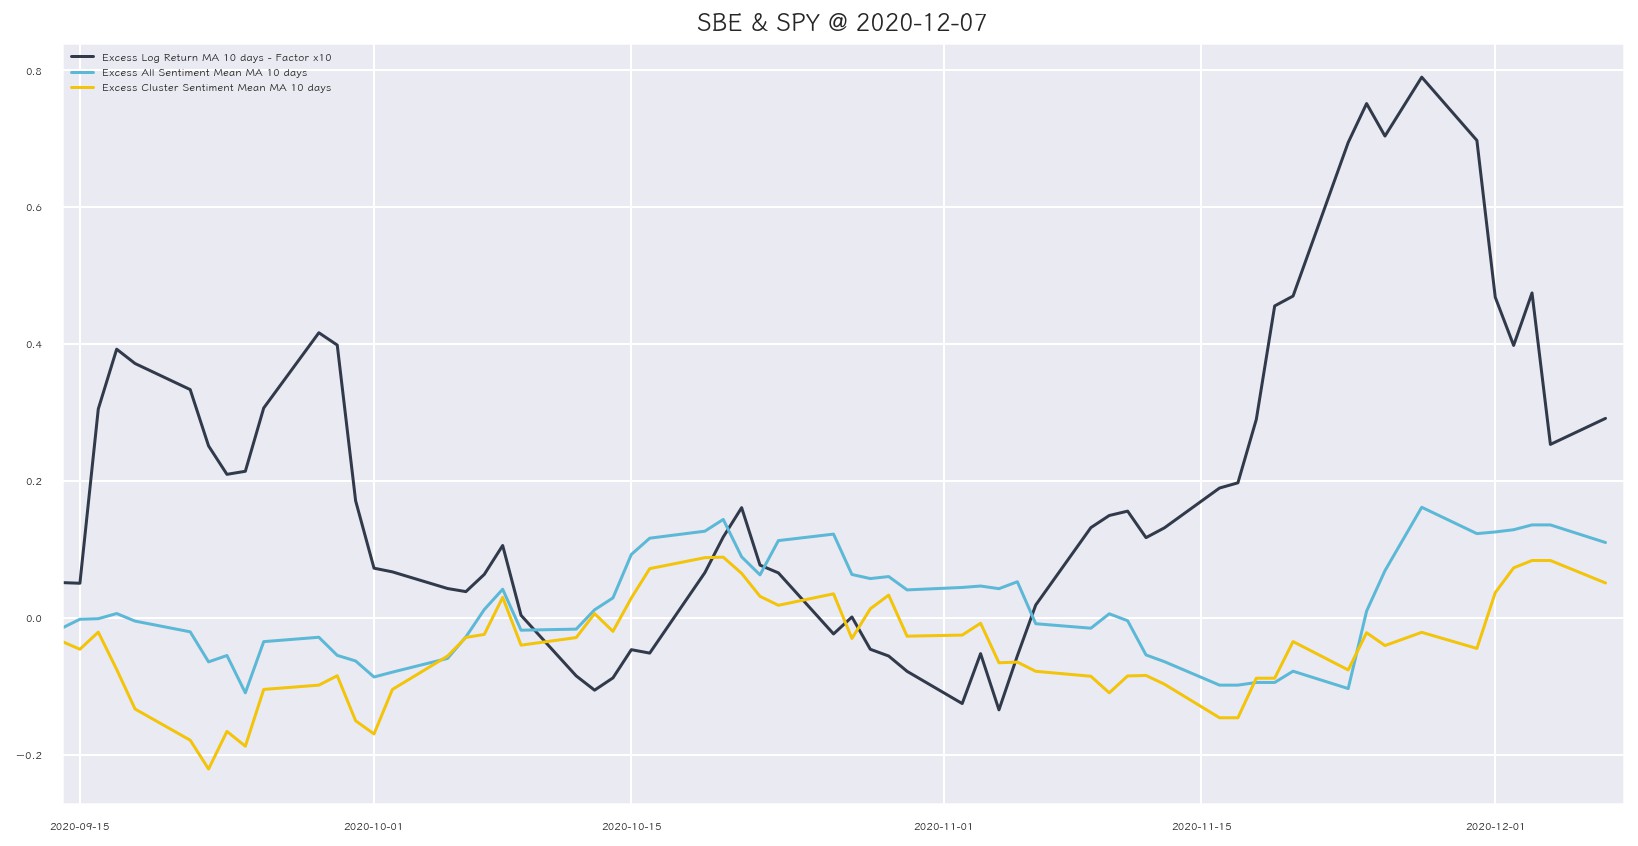 SBE & SPY @ 2020-12-07
Excess Log Return MA 10 days - Factor x10
Excess All Sentiment Mean MA 10 days
Excess Cluster Sentiment Mean MA 10 days
0.8
0.6
0.4
0.2
0.0
−0.2
2020-09-15 2020-10-01 2020-10-15 2020-11-01 2020-11-15 2020-12-01